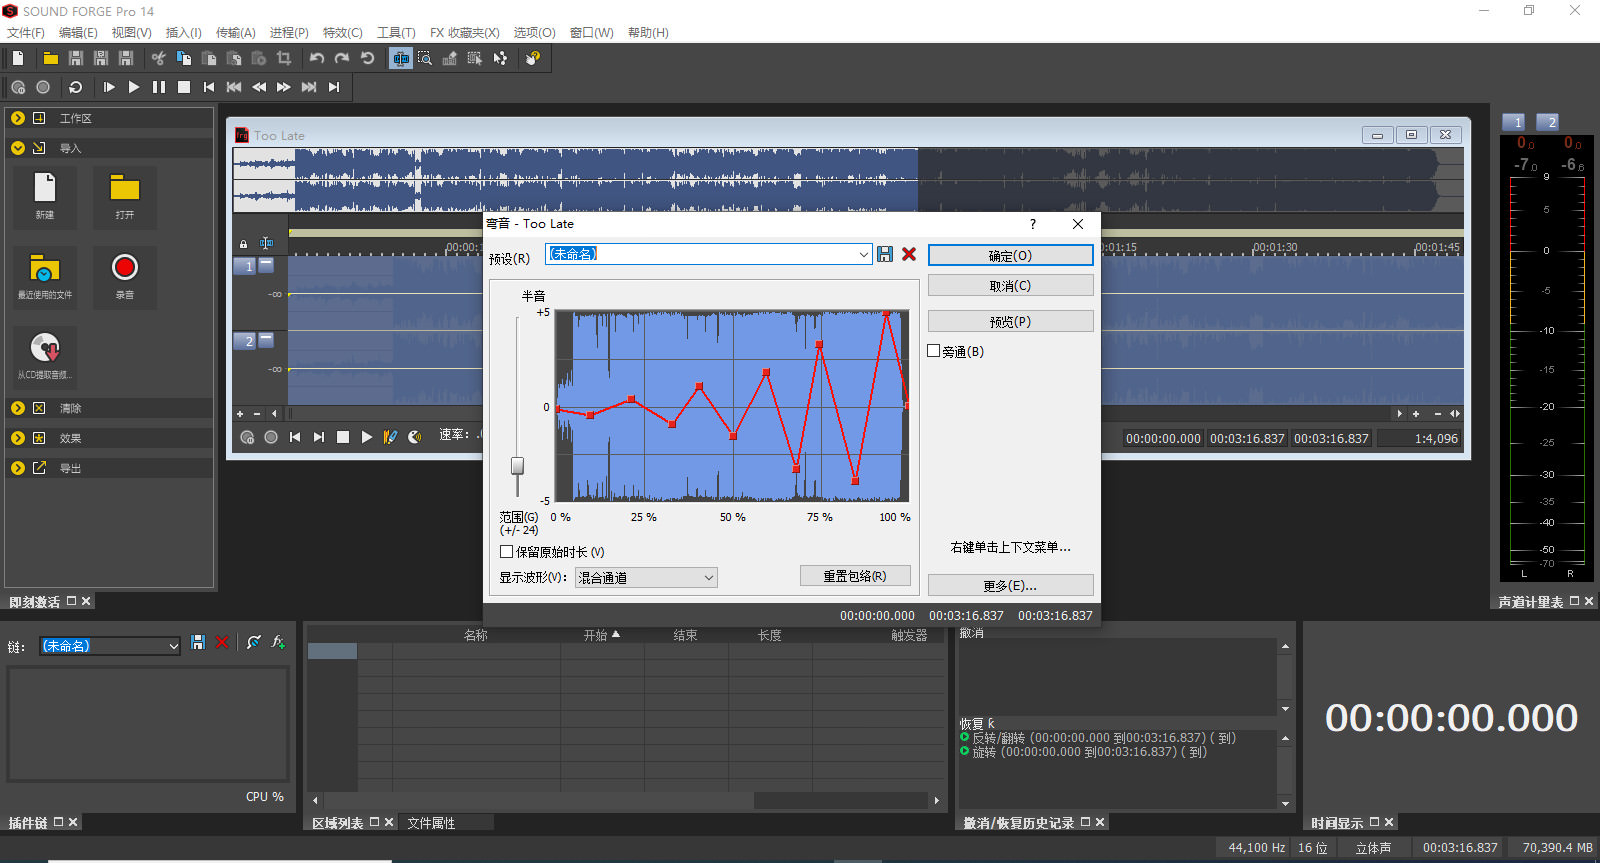 SOUND FORGE Pro 14
文件(F) 编辑(E) 视图(V) 插入(I) 传输(A) 进程(P) 特效(C) 工具(T) FX 收藏夹(X) 选项(O) 窗口(W) 帮助(H)
工作区
导入
新建 打开
最近使用的文件 录音
从CD提取音频...
清除
效果
导出
即刻激活
Too Late
00:00:1
:01:15 00:01:30 00:01:45
1
-∞
2
-∞
速率: .0
00:00:00.000 00:03:16.837 00:03:16.837 1:4,096
弯音 - Too Late ?
预设(R) (未命名)
确定(O)
取消(C)
预览(P)
旁通(B)
半音
+5
0
-5
0 % 25 % 50 % 75 % 100 %
范围(G)
(+/- 24)
保留原始时长 (V)
显示波形(V): 混合通道
重置包络(R)
右键单击上下文菜单...
更多(E)...
00:00:00.000 00:03:16.837 00:03:16.837
1 2
0.0 0.0
-7.0 -6.6
9
5
0
-5
-10
-15
-20
-25
-30
-35
-40
-50
-70
L R
声道计量表
链: (未命名)
CPU %
插件链
名称 开始 结束 长度 触发器
区域列表 文件属性
撤消
恢复 ƙ
反转/翻转 (00:00:00.000 到00:03:16.837) ( 到)
旋转 (00:00:00.000 到00:03:16.837) ( 到)
撤消/恢复历史记录
00:00:00.000
时间显示
44,100 Hz 16 位 立体声 00:03:16.837 70,390.4 MB